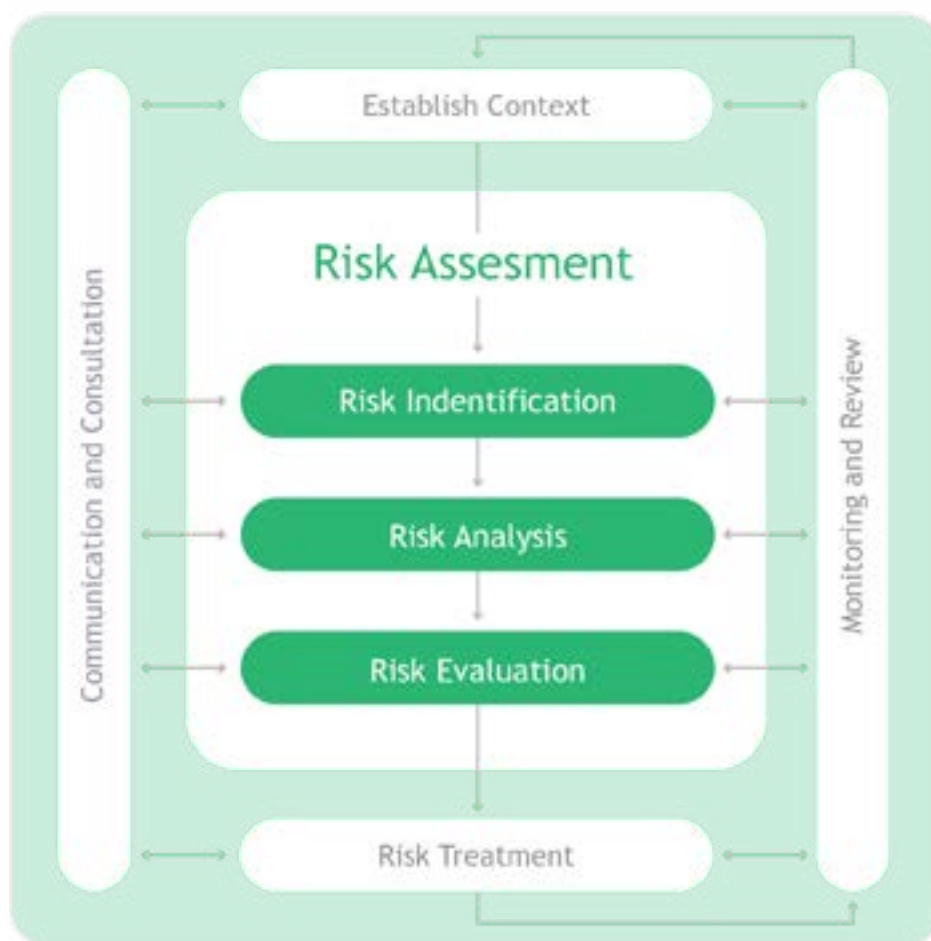 Establish Context
Risk Assesment
Communication and Consultation
Risk Indentification
Monitoring and Review
Risk Analysis
Risk Evaluation
Risk Treatment